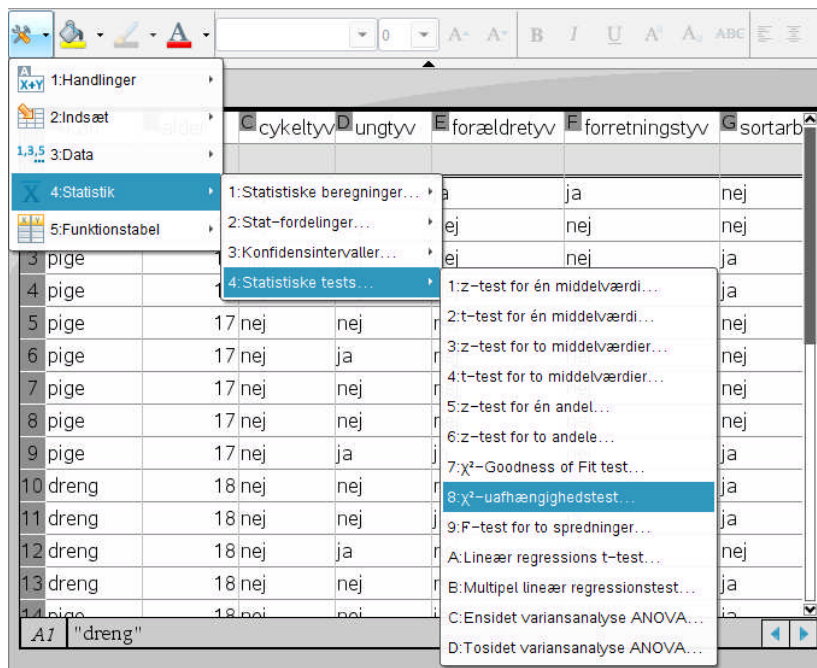 A 0 A A B I U A A ABC
1:Handlinger
2:Indsæt
1,3,5 3:Data
4:Statistik
5:Funktionstabel
C cykeltyv D ungtyv E forældretyv F forretningstyv G sortarb
1:Statistiske beregninger...
2:Stat-fordelinger...
3:Konfidensintervaller...
4:Statistiske tests...
ja nej
nej nej
3 pige nej ja
4 pige ja
5 pige 17 nej nej nej
6 pige 17 nej ja nej
7 pige 17 nej nej nej
8 pige 17 nej nej nej
9 pige 17 nej ja ja
10 dreng 18 nej nej ja
11 dreng 18 nej nej ja
12 dreng 18 nej ja nej
13 dreng 18 nej nej ja
14 pige 18 nej nej ja
1:z-test for én middelværdi...
2:t-test for én middelværdi...
3:z-test for to middelværdier...
4:t-test for to middelværdier...
5:z-test for én andel...
6:z-test for to andele...
7:χ²-Goodness of Fit test...
8:χ²-uafhængighedstest...
9:F-test for to spredninger...
A:Lineær regressions t-test...
B:Multipel lineær regressionstest...
C:Ensidet variansanalyse ANOVA...
D:Tosidet variansanalyse ANOVA...
A1 "dreng"